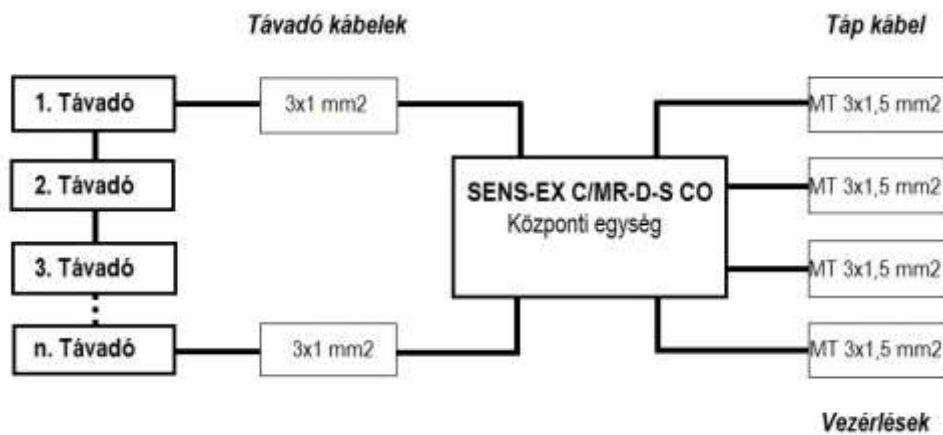 Távadó kábelek
Táp kábel
1. Távadó
3x1 mm2
MT 3x1,5 mm2
2. Távadó
SENS-EX C/MR-D-S CO
Központi egység
MT 3x1,5 mm2
3. Távadó
MT 3x1,5 mm2
n. Távadó
3x1 mm2
MT 3x1,5 mm2
Vezérlések